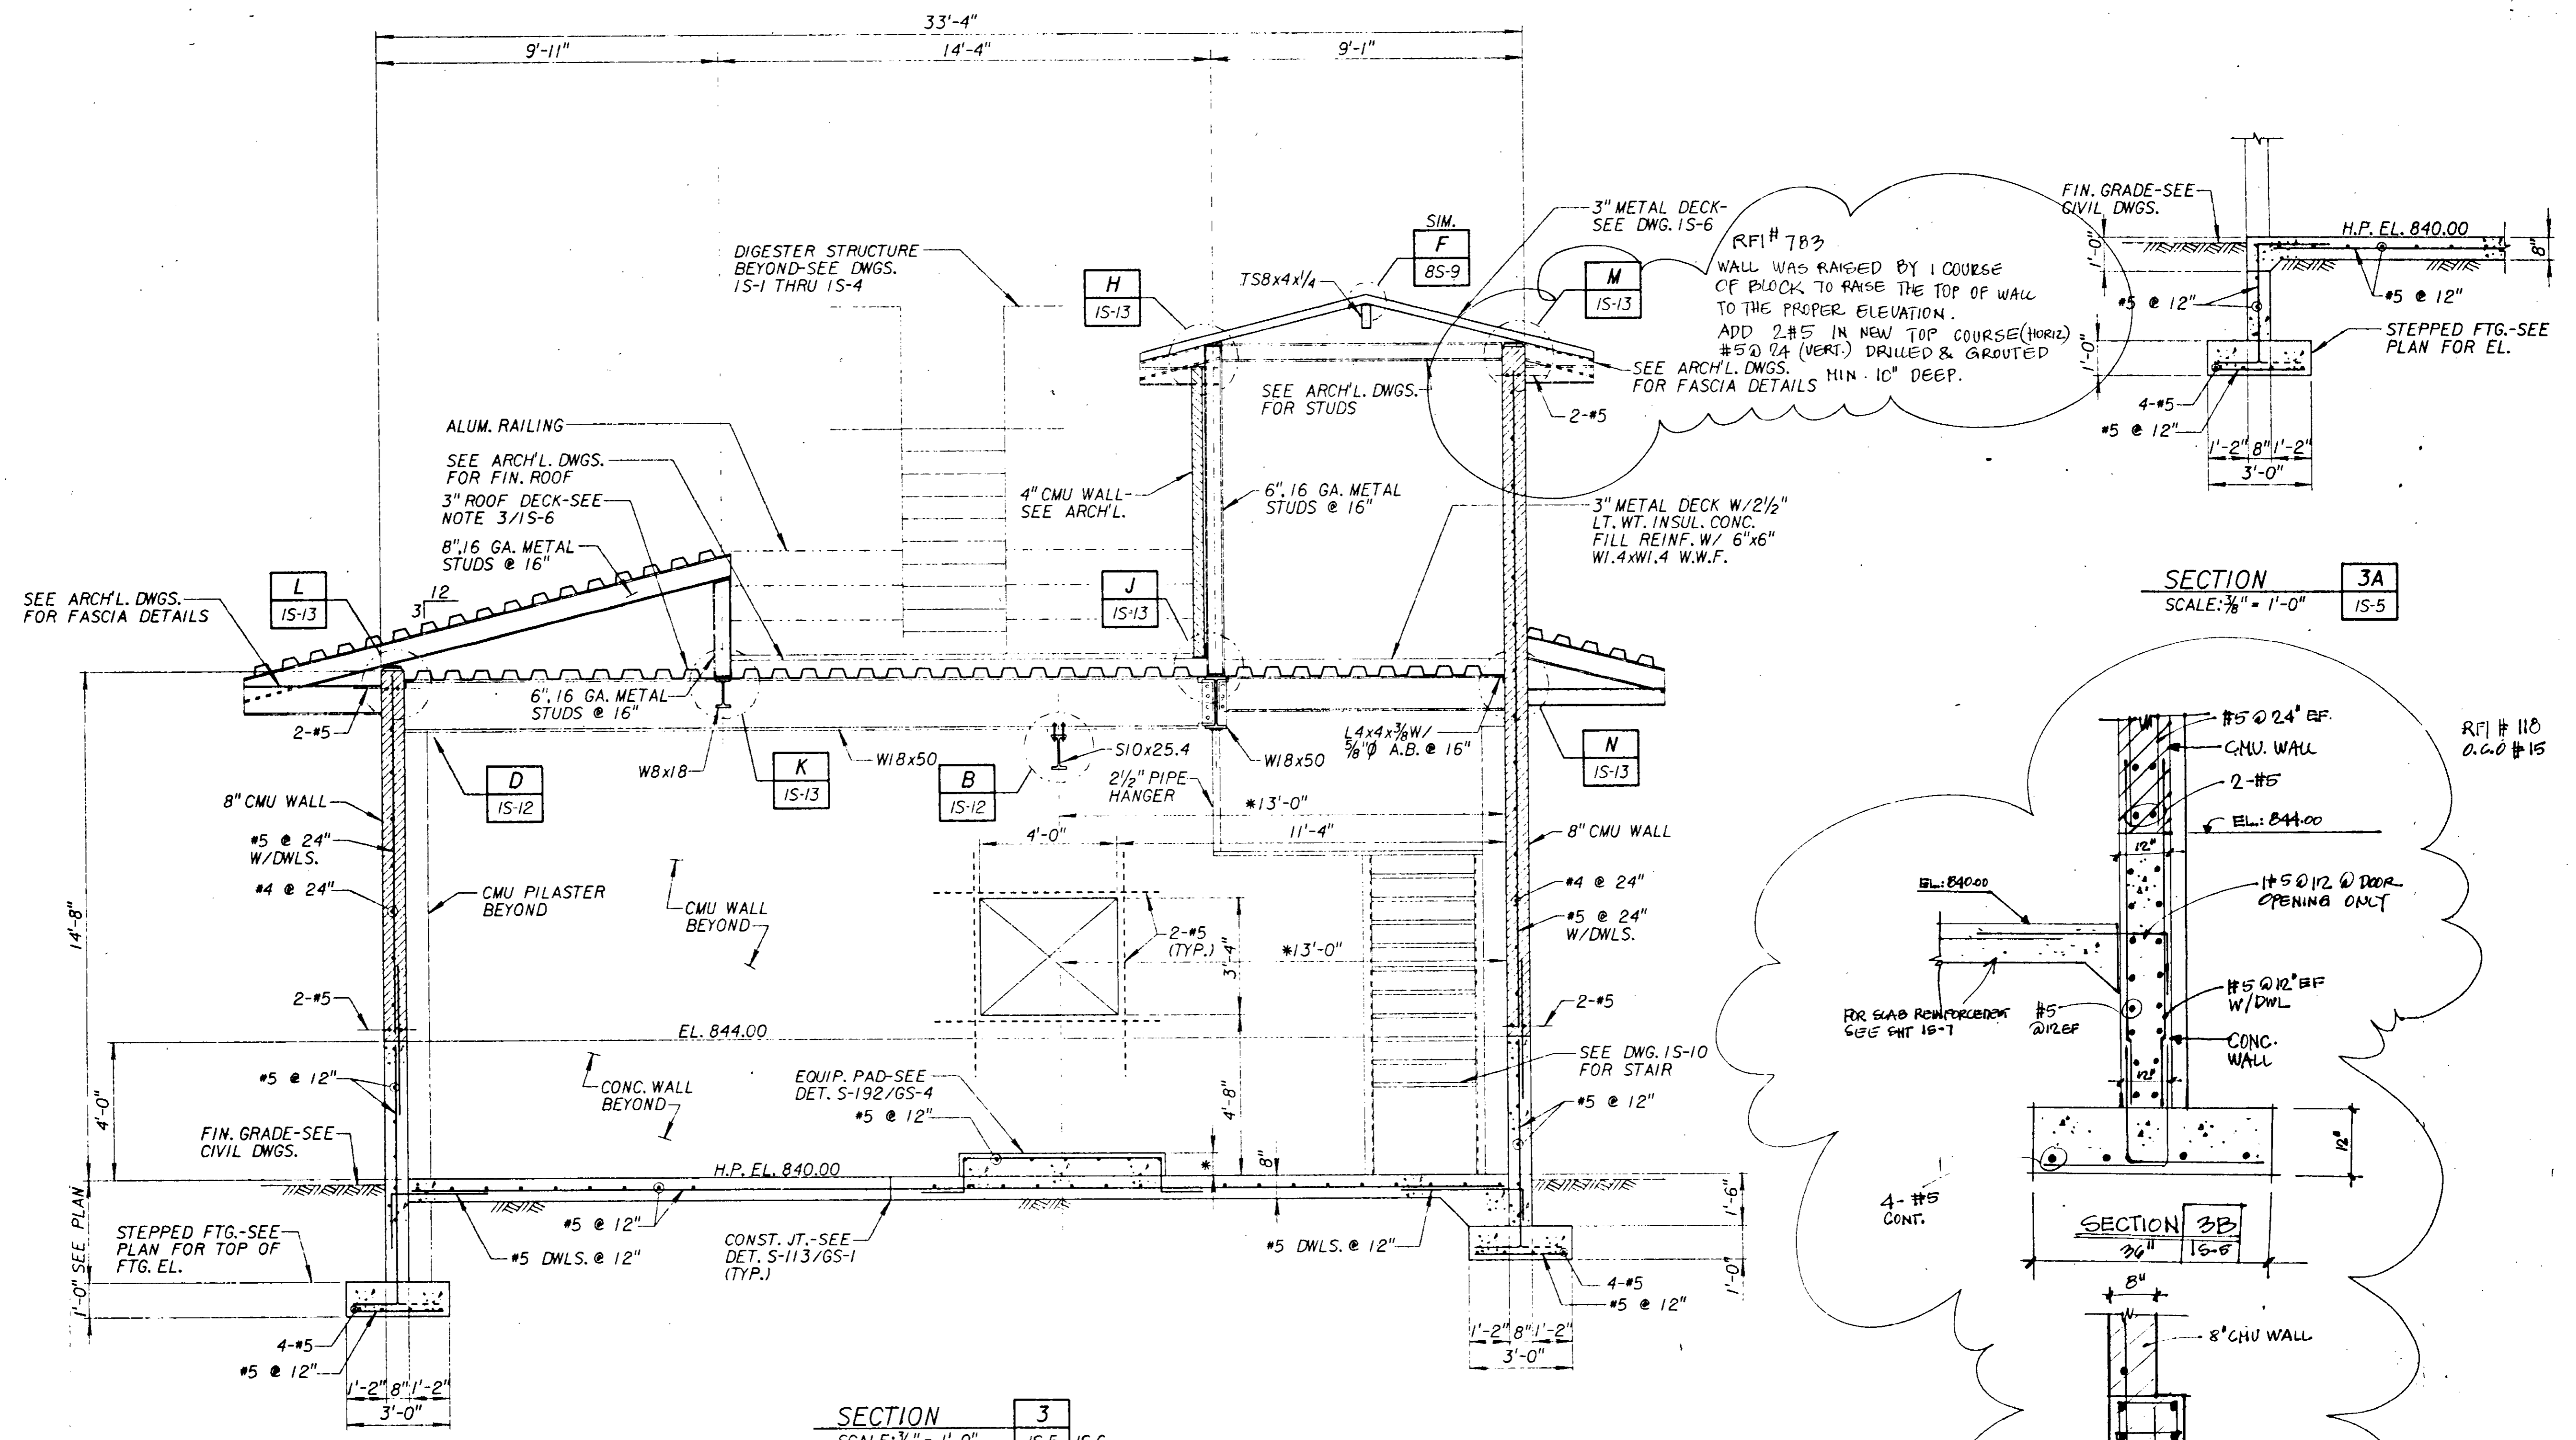 33'-4"
9'-11"
14'-4"
9'-1"
DIGESTER STRUCTURE
BEYOND-SEE DWGS.
1S-1 THRU 1S-4
H
1S-13
TS8x4x1/4
SIM.
F
8S-9
3" METAL DECK-
SEE DWG. 1S-6
M
1S-13
RFI# 783
WALL WAS RAISED BY 1 COURSE
OF BLOCK TO RAISE THE TOP OF WALL
TO THE PROPER ELEVATION.
ADD 2#5 IN NEW TOP COURSE (HORIZ)
#5 @ 24 (VERT.) DRILLED & GROUTED
MIN. 10" DEEP.
SEE ARCH'L. DWGS.
FOR FASCIA DETAILS
2-#5
SEE ARCH'L. DWGS.
FOR STUDS
FIN. GRADE-SEE
CIVIL DWGS.
H.P. EL. 840.00
1'-0"
8"
#5 @ 12"
#5 @ 12"
STEPPED FTG.-SEE
PLAN FOR EL.
1'-0"
4-#5
#5 @ 12"
1'-2" 8" 1'-2"
3'-0"
SECTION
SCALE: 3/8" = 1'-0"
3A
1S-5
ALUM. RAILING
SEE ARCH'L. DWGS.
FOR FIN. ROOF
3" ROOF DECK-SEE
NOTE 3/1S-6
8", 16 GA. METAL
STUDS @ 16"
4" CMU WALL-
SEE ARCH'L.
6", 16 GA. METAL
STUDS @ 16"
3" METAL DECK W/2 1/2"
LT. WT. INSUL. CONC.
FILL REINF. W/ 6"x6"
W1.4xW1.4 W.W.F.
SEE ARCH'L. DWGS.
FOR FASCIA DETAILS
L
1S-13
12
3
J
1S-13
6", 16 GA. METAL
STUDS @ 16"
2-#5
D
1S-12
W8x18
K
1S-13
W18x50
B
1S-12
S10x25.4
2 1/2" PIPE
HANGER
W18x50
L4x4x3/8 W/
5/8"Ø A.B. @ 16"
N
1S-13
*13'-0"
4'-0"
11'-4"
8" CMU WALL
#5 @ 24"
W/DWLS.
#4 @ 24"
CMU PILASTER
BEYOND
CMU WALL
BEYOND
2-#5
(TYP.)
3'-4"
*13'-0"
8" CMU WALL
#4 @ 24"
#5 @ 24"
W/DWLS.
14'-8"
2-#5
2-#5
EL. 844.00
4'-0"
#5 @ 12"
CONC. WALL
BEYOND
EQUIP. PAD-SEE
DET. S-192/GS-4
#5 @ 12"
4'-8"
SEE DWG. 1S-10
FOR STAIR
#5 @ 12"
FIN. GRADE-SEE
CIVIL DWGS.
H.P. EL. 840.00
*
8"
1'-6"
SEE PLAN
STEPPED FTG.-SEE
PLAN FOR TOP OF
FTG. EL.
#5 @ 12"
#5 DWLS. @ 12"
CONST. JT.-SEE
DET. S-113/GS-1
(TYP.)
#5 DWLS. @ 12"
1'-0"
1'-0"
4-#5
#5 @ 12"
4-#5
#5 @ 12"
1'-2" 8" 1'-2"
3'-0"
1'-2" 8" 1'-2"
3'-0"
SECTION
SCALE: 3/8" = 1'-0"
3
1S-5 1S-6
#5 @ 24" EF.
CMU. WALL
2-#5
EL.: 844.00
RFI # 118
O.C.O #15
12"
EL: 840.00
#5 @ 12 @ DOOR
OPENING ONLY
FOR SLAB REINFORCEMENT
SEE SHT 1S-7
#5
@12EF
#5 @ 12" EF
W/DWL
CONC.
WALL
12"
12"
4-#5
CONT.
SECTION 3B
1S-5
36"
8"
8" CMU WALL